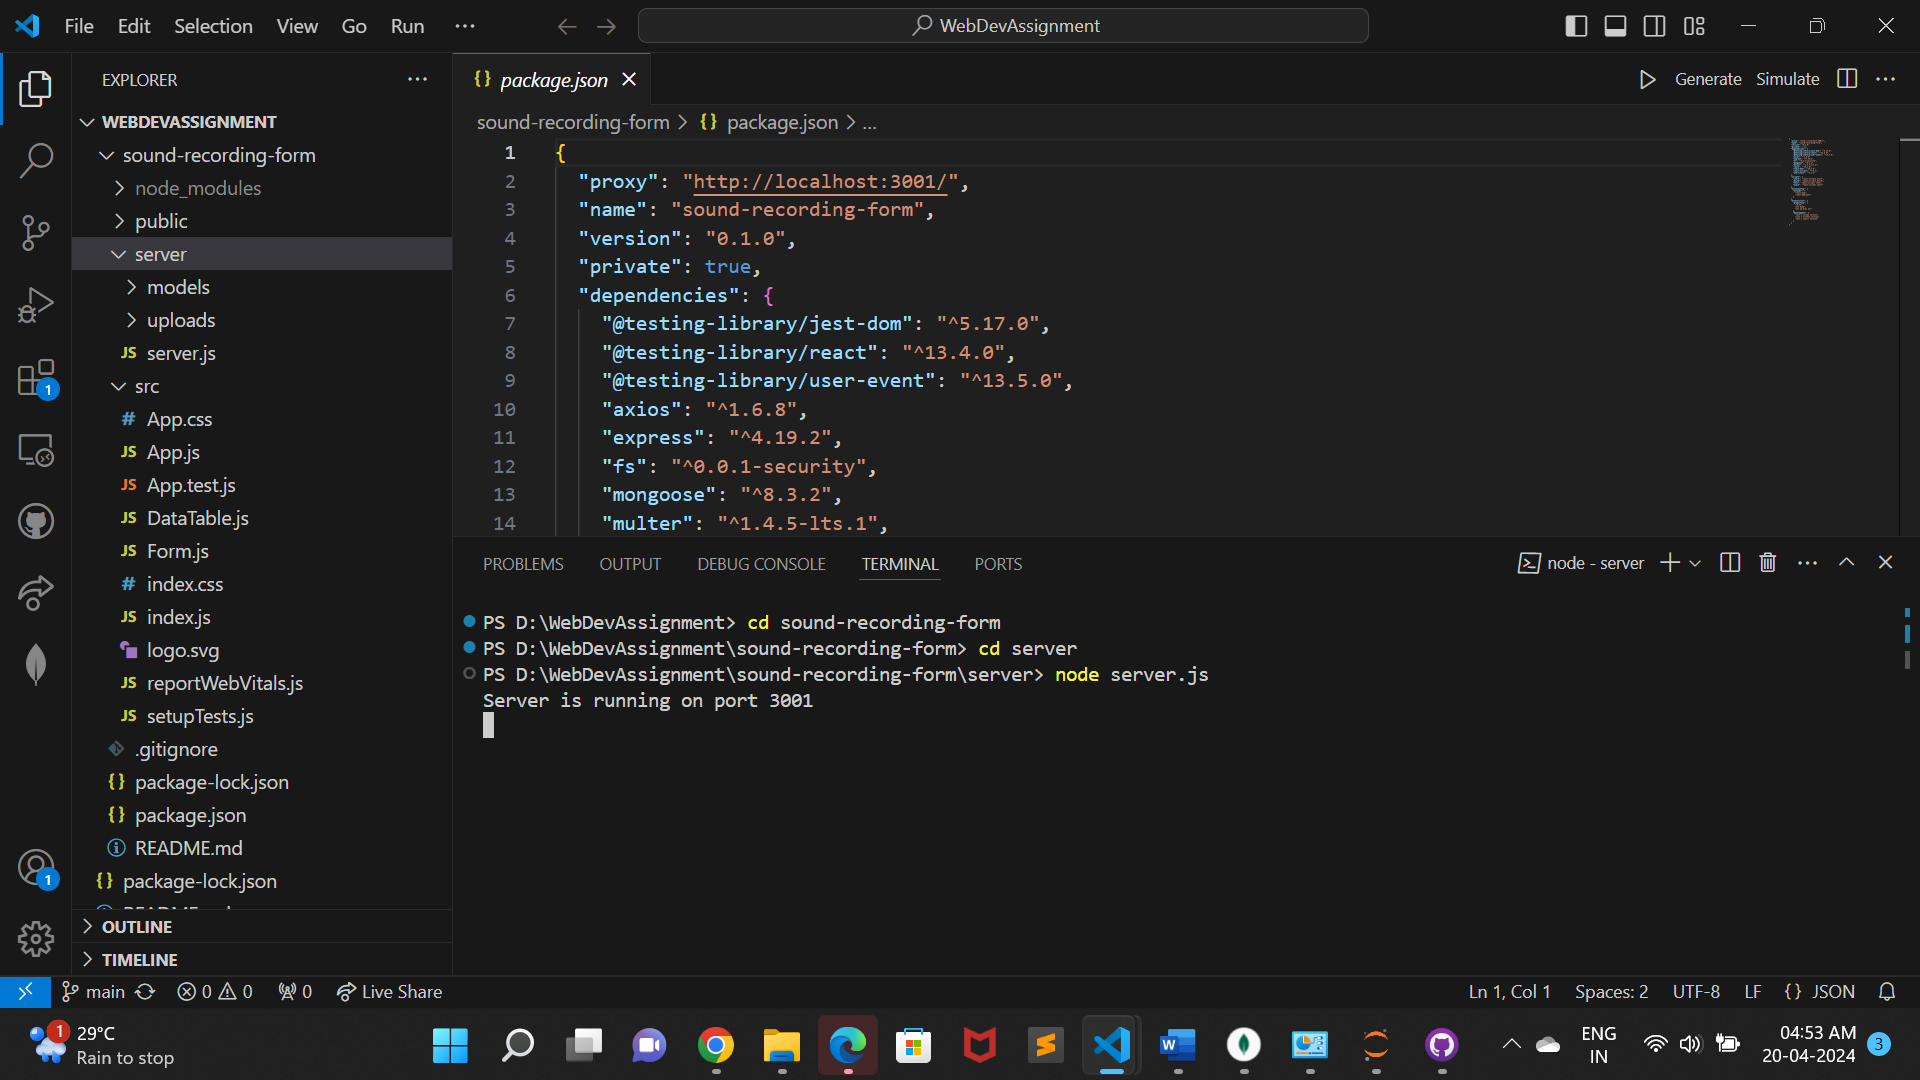 File Edit Selection View Go Run ···
WebDevAssignment
EXPLORER
WEBDEVASSIGNMENT
sound-recording-form
node_modules
public
server
models
uploads
JS server.js
src
# App.css
JS App.js
JS App.test.js
JS DataTable.js
JS Form.js
# index.css
JS index.js
logo.svg
JS reportWebVitals.js
JS setupTests.js
.gitignore
{} package-lock.json
{} package.json
README.md
{} package-lock.json
OUTLINE
TIMELINE
1
1
{} package.json
Generate Simulate
sound-recording-form > {} package.json > ...
1 {
2 "proxy": "http://localhost:3001/",
3 "name": "sound-recording-form",
4 "version": "0.1.0",
5 "private": true,
6 "dependencies": {
7 "@testing-library/jest-dom": "^5.17.0",
8 "@testing-library/react": "^13.4.0",
9 "@testing-library/user-event": "^13.5.0",
10 "axios": "^1.6.8",
11 "express": "^4.19.2",
12 "fs": "^0.0.1-security",
13 "mongoose": "^8.3.2",
14 "multer": "^1.4.5-lts.1",
PROBLEMS OUTPUT DEBUG CONSOLE TERMINAL PORTS
node - server
PS D:\WebDevAssignment> cd sound-recording-form
PS D:\WebDevAssignment\sound-recording-form> cd server
PS D:\WebDevAssignment\sound-recording-form\server> node server.js
Server is running on port 3001
main 0 0 0 Live Share
Ln 1, Col 1 Spaces: 2 UTF-8 LF {} JSON
1 29°C
Rain to stop
ENG
IN
04:53 AM
20-04-2024
3